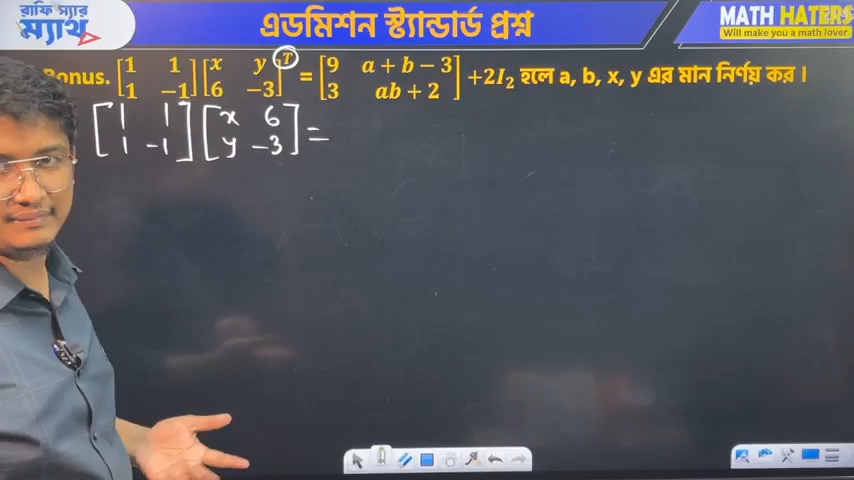 রাফি স্যার
ম্যাথ
এডমিশন স্ট্যান্ডার্ড প্রশ্ন
MATH HATERS
Will make you a math lover
Bonus. [1 1; 1 -1] [x y; 6 -3]^T = [9 a + b - 3; 3 ab + 2] + 2I₂ হলে a, b, x, y এর মান নির্ণয় কর ।
[1 1; 1 -1] [x 6; y -3] =